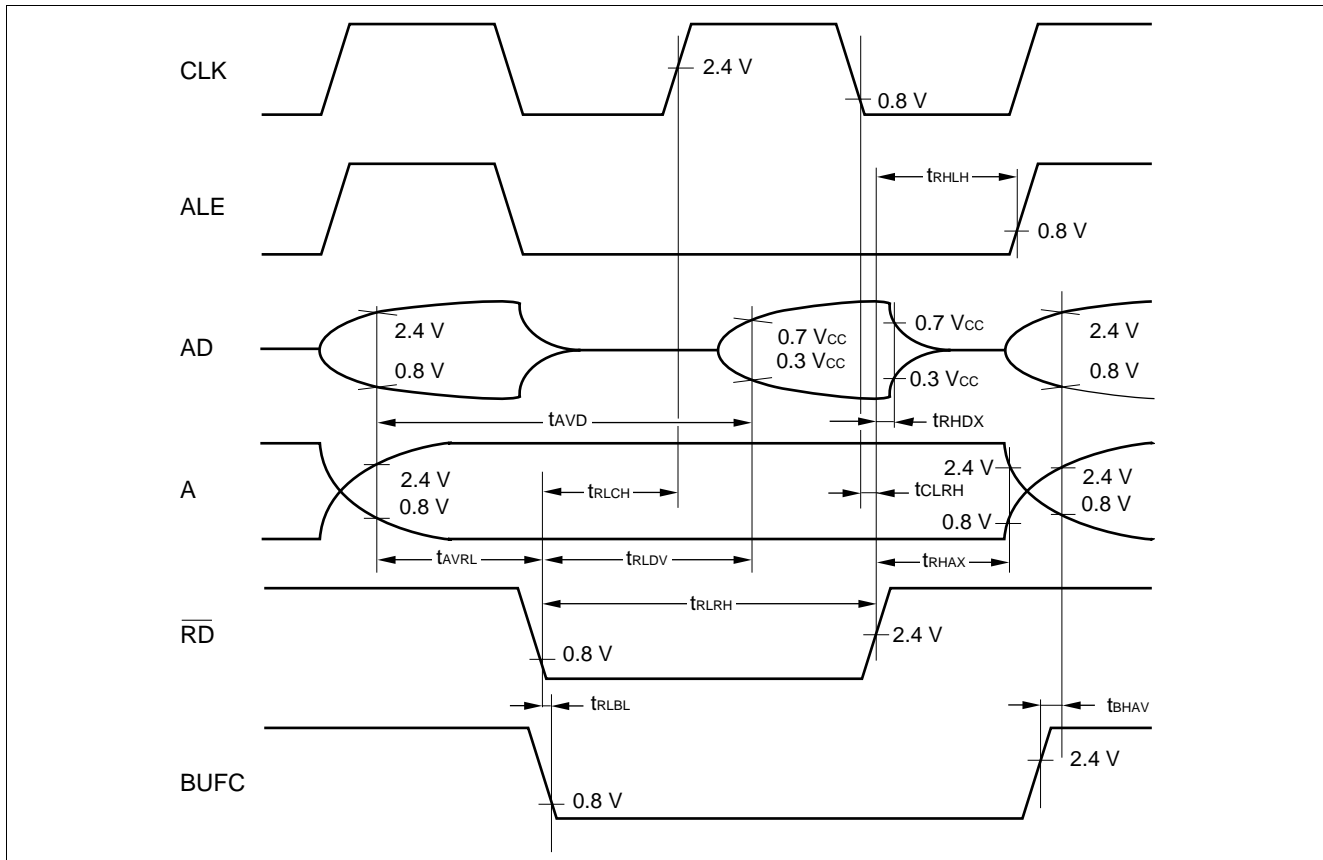 CLK
2.4 V
0.8 V
tRHLH
ALE
0.8 V
AD
2.4 V
0.8 V
0.7 VCC
0.3 VCC
0.7 VCC
0.3 VCC
2.4 V
0.8 V
tAVD
tRHDX
A
2.4 V
0.8 V
tRLCH
2.4 V
0.8 V
tCLRH
2.4 V
0.8 V
tAVRL
tRLDV
tRHAX
tRLRH
RD
0.8 V
2.4 V
tRLBL
tBHAV
BUFC
0.8 V
2.4 V